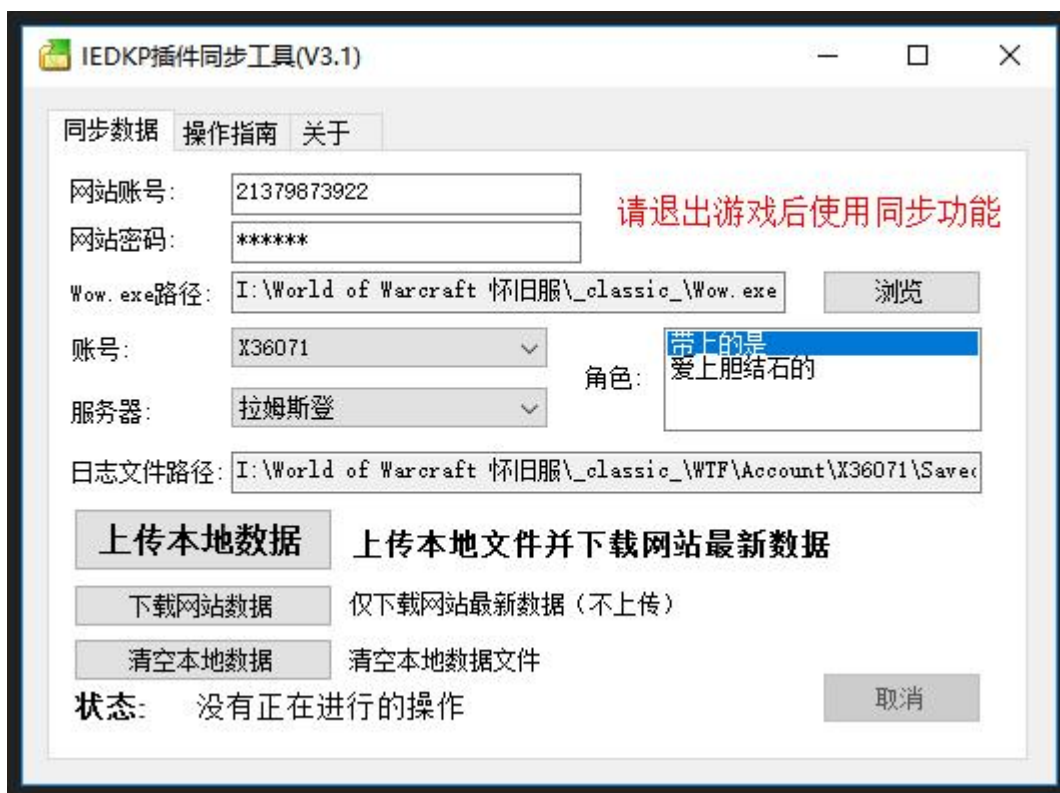 IEDKP插件同步工具(V3.1)
同步数据 操作指南 关于
网站账号: 21379873922
请退出游戏后使用同步功能
网站密码: ******
Wow.exe路径: I:\World of Warcraft 怀旧服\_classic_\Wow.exe 浏览
账号: X36071
角色: 带上的是
爱上胆结石的
服务器: 拉姆斯登
日志文件路径: I:\World of Warcraft 怀旧服\_classic_\WTF\Account\X36071\Saved
上传本地数据 上传本地文件并下载网站最新数据
下载网站数据 仅下载网站最新数据（不上传）
清空本地数据 清空本地数据文件
状态: 没有正在进行的操作
取消